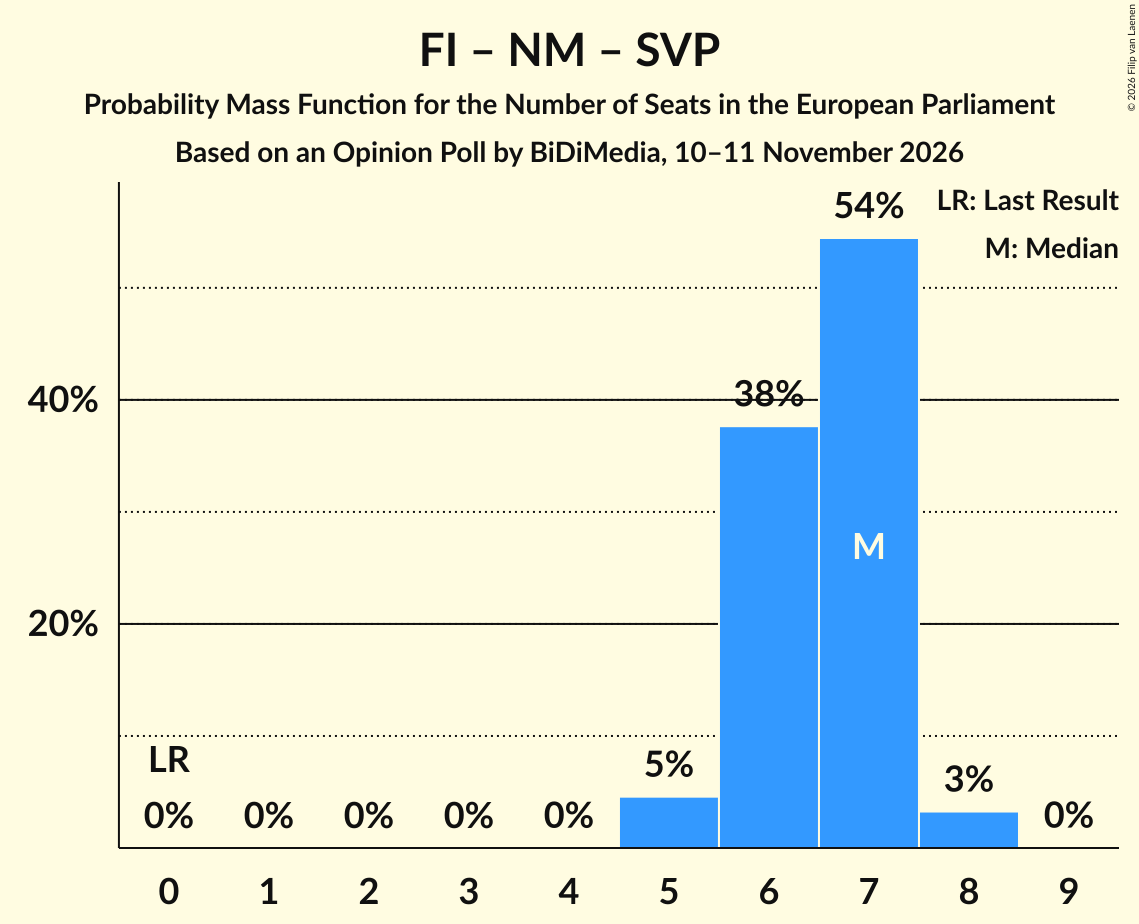 FI – NM – SVP
Probability Mass Function for the Number of Seats in the European Parliament
Based on an Opinion Poll by BiDiMedia, 10–11 November 2026
© 2026 Filip van Laenen
LR: Last Result
M: Median
54%
40%
38%
M
20%
LR
5%
3%
0% 0% 0% 0% 0% 0%
0 1 2 3 4 5 6 7 8 9